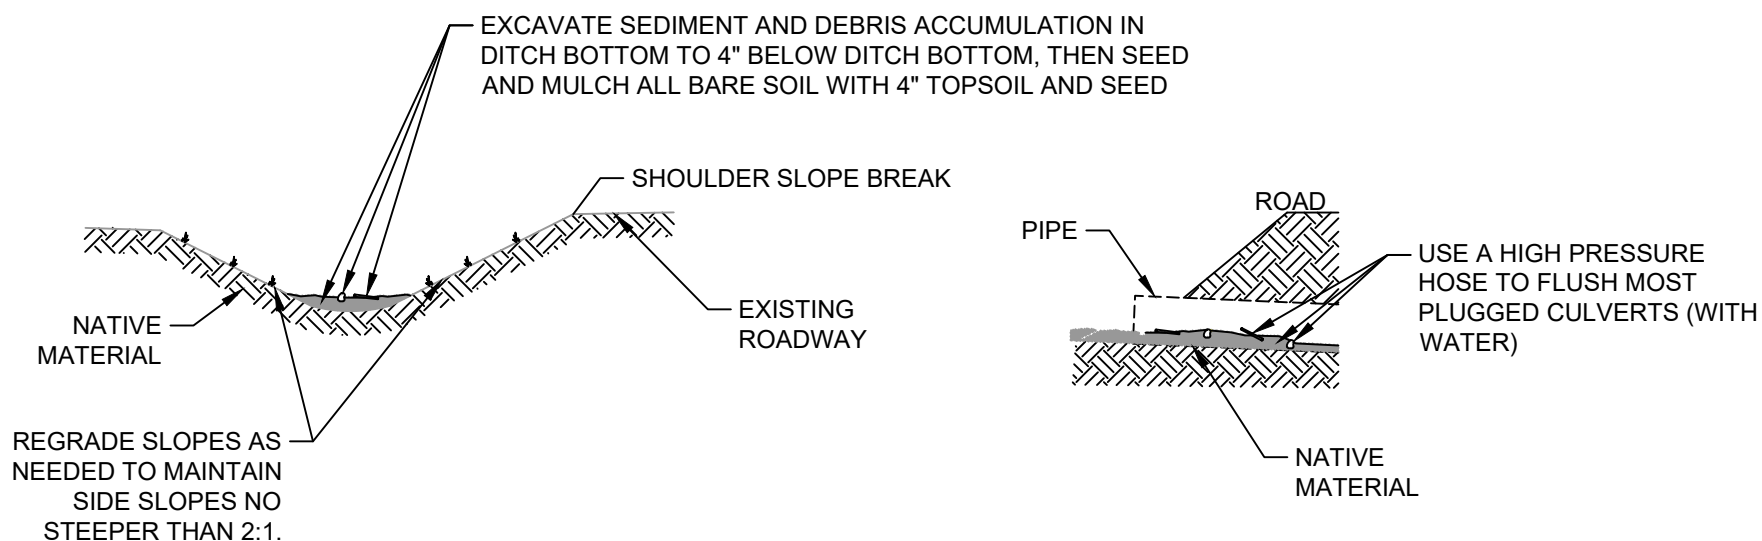 EXCAVATE SEDIMENT AND DEBRIS ACCUMULATION IN
DITCH BOTTOM TO 4" BELOW DITCH BOTTOM, THEN SEED
AND MULCH ALL BARE SOIL WITH 4" TOPSOIL AND SEED
SHOULDER SLOPE BREAK
NATIVE
MATERIAL
EXISTING
ROADWAY
REGRADE SLOPES AS
NEEDED TO MAINTAIN
SIDE SLOPES NO
STEEPER THAN 2:1.
ROAD
PIPE
USE A HIGH PRESSURE
HOSE TO FLUSH MOST
PLUGGED CULVERTS (WITH
WATER)
NATIVE
MATERIAL